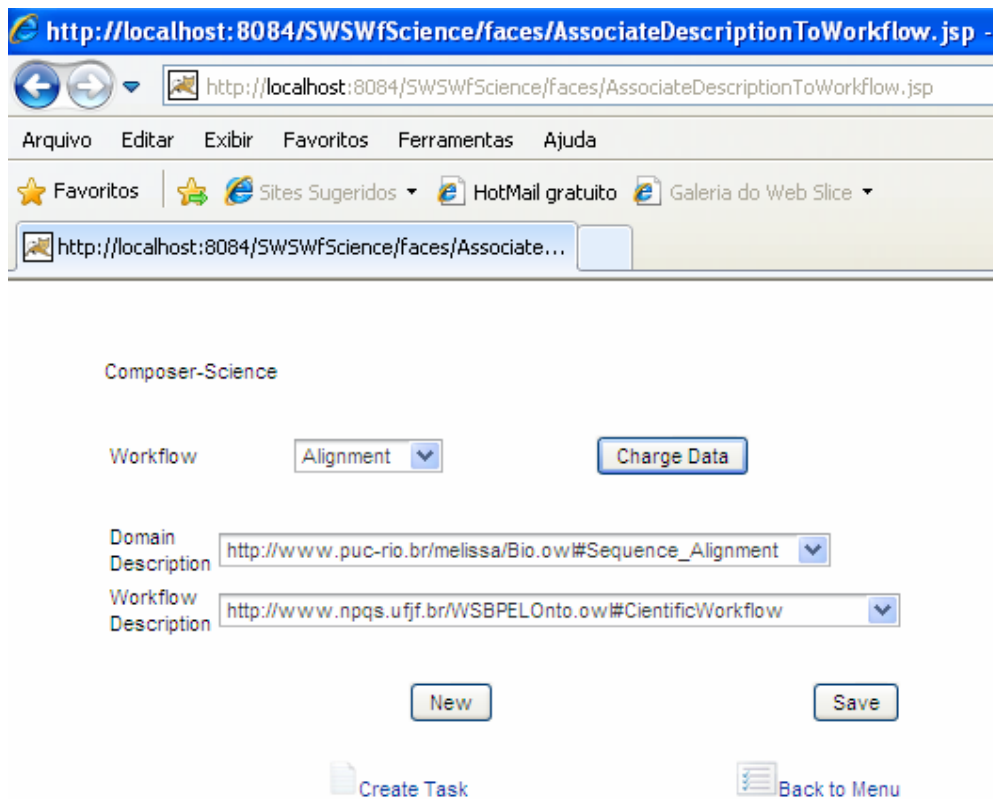 http://localhost:8084/SWSWfScience/faces/AssociateDescriptionToWorkflow.jsp -
http://localhost:8084/SWSWfScience/faces/AssociateDescriptionToWorkflow.jsp
Arquivo Editar Exibir Favoritos Ferramentas Ajuda
Favoritos Sites Sugeridos HotMail gratuito Galeria do Web Slice
http://localhost:8084/SWSWfScience/faces/Associate...
Composer-Science
Workflow Alignment Charge Data
Domain
Description http://www.puc-rio.br/melissa/Bio.owl#Sequence_Alignment
Workflow
Description http://www.npqs.ufjf.br/WSBPELOnto.owl#CientificWorkflow
New Save
Create Task Back to Menu